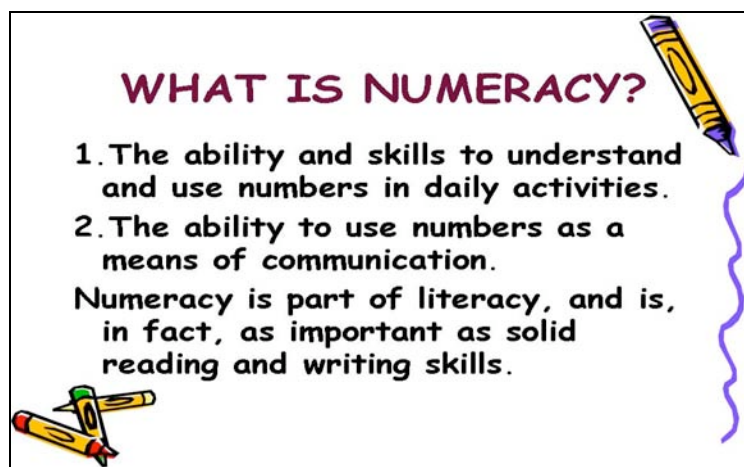 WHAT IS NUMERACY?
1.The ability and skills to understand
and use numbers in daily activities.
2.The ability to use numbers as a
means of communication.
Numeracy is part of literacy, and is,
in fact, as important as solid
reading and writing skills.